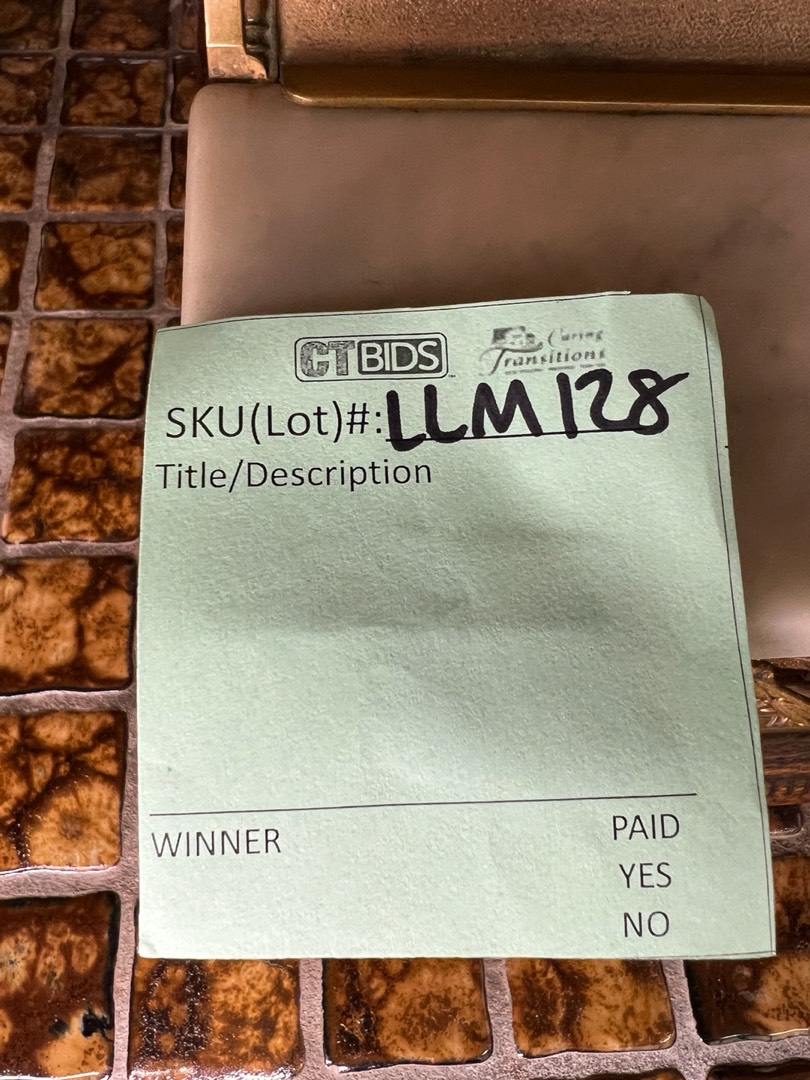 CTBIDS
Caring
Transitions
SKU(Lot)#: LLM128
Title/Description
WINNER
PAID
YES
NO